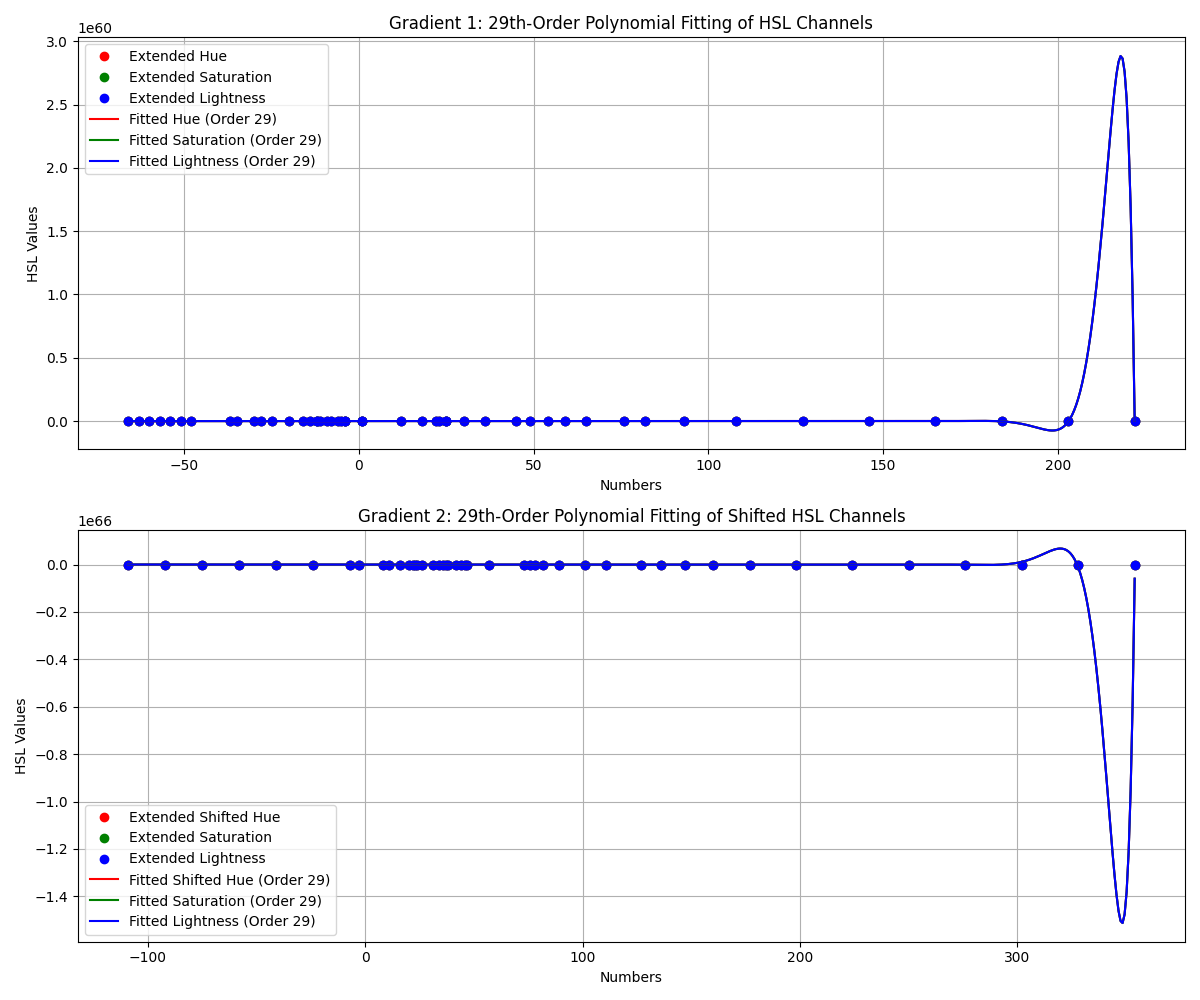 Gradient 1: 29th-Order Polynomial Fitting of HSL Channels
1e60
3.0
2.5
2.0
1.5
1.0
0.5
0.0
HSL Values
Extended Hue
Extended Saturation
Extended Lightness
Fitted Hue (Order 29)
Fitted Saturation (Order 29)
Fitted Lightness (Order 29)
−50 0 50 100 150 200
Numbers
Gradient 2: 29th-Order Polynomial Fitting of Shifted HSL Channels
1e66
0.0
−0.2
−0.4
−0.6
−0.8
−1.0
−1.2
−1.4
HSL Values
Extended Shifted Hue
Extended Saturation
Extended Lightness
Fitted Shifted Hue (Order 29)
Fitted Saturation (Order 29)
Fitted Lightness (Order 29)
−100 0 100 200 300
Numbers